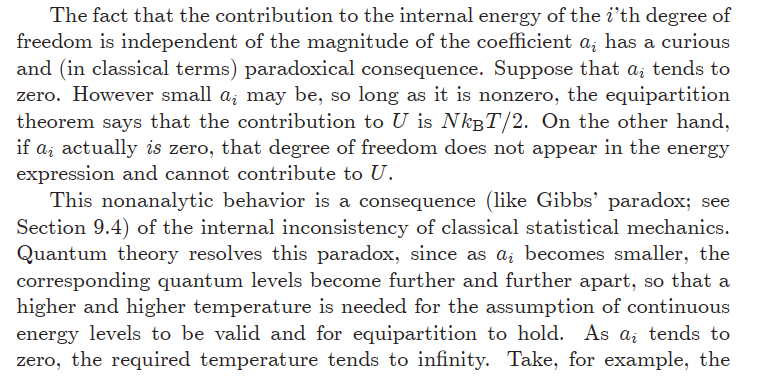 The fact that the contribution to the internal energy of the i'th degree of
freedom is independent of the magnitude of the coefficient aᵢ has a curious
and (in classical terms) paradoxical consequence. Suppose that aᵢ tends to
zero. However small aᵢ may be, so long as it is nonzero, the equipartition
theorem says that the contribution to U is Nk_BT/2. On the other hand,
if aᵢ actually is zero, that degree of freedom does not appear in the energy
expression and cannot contribute to U.
This nonanalytic behavior is a consequence (like Gibbs' paradox; see
Section 9.4) of the internal inconsistency of classical statistical mechanics.
Quantum theory resolves this paradox, since as aᵢ becomes smaller, the
corresponding quantum levels become further and further apart, so that a
higher and higher temperature is needed for the assumption of continuous
energy levels to be valid and for equipartition to hold. As aᵢ tends to
zero, the required temperature tends to infinity. Take, for example, the